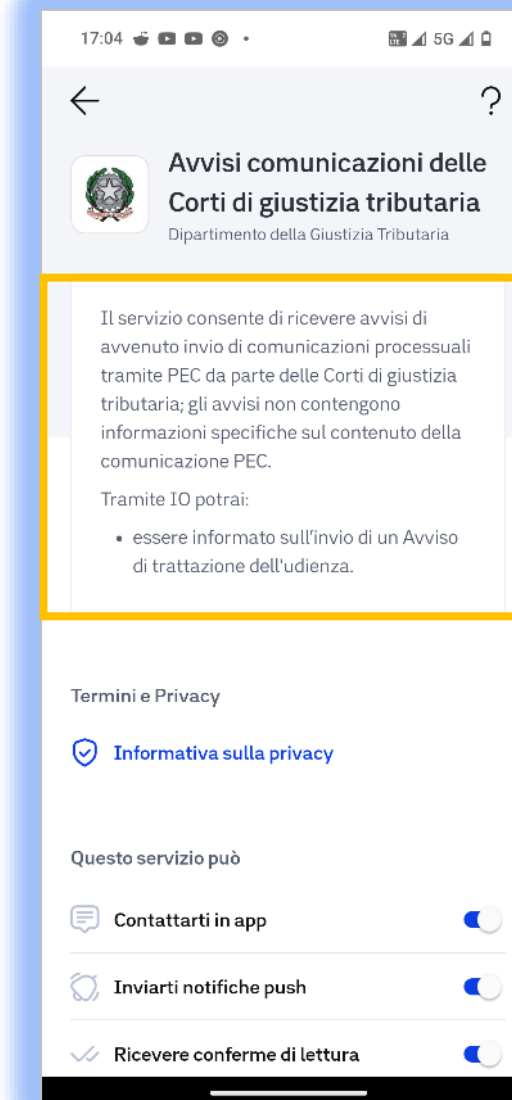 17:04
5G
?
Avvisi comunicazioni delle
Corti di giustizia tributaria
Dipartimento della Giustizia Tributaria
Il servizio consente di ricevere avvisi di
avvenuto invio di comunicazioni processuali
tramite PEC da parte delle Corti di giustizia
tributaria; gli avvisi non contengono
informazioni specifiche sul contenuto della
comunicazione PEC.
Tramite IO potrai:
• essere informato sull'invio di un Avviso
di trattazione dell'udienza.
Termini e Privacy
Informativa sulla privacy
Questo servizio può
Contattarti in app
Inviarti notifiche push
Ricevere conferme di lettura